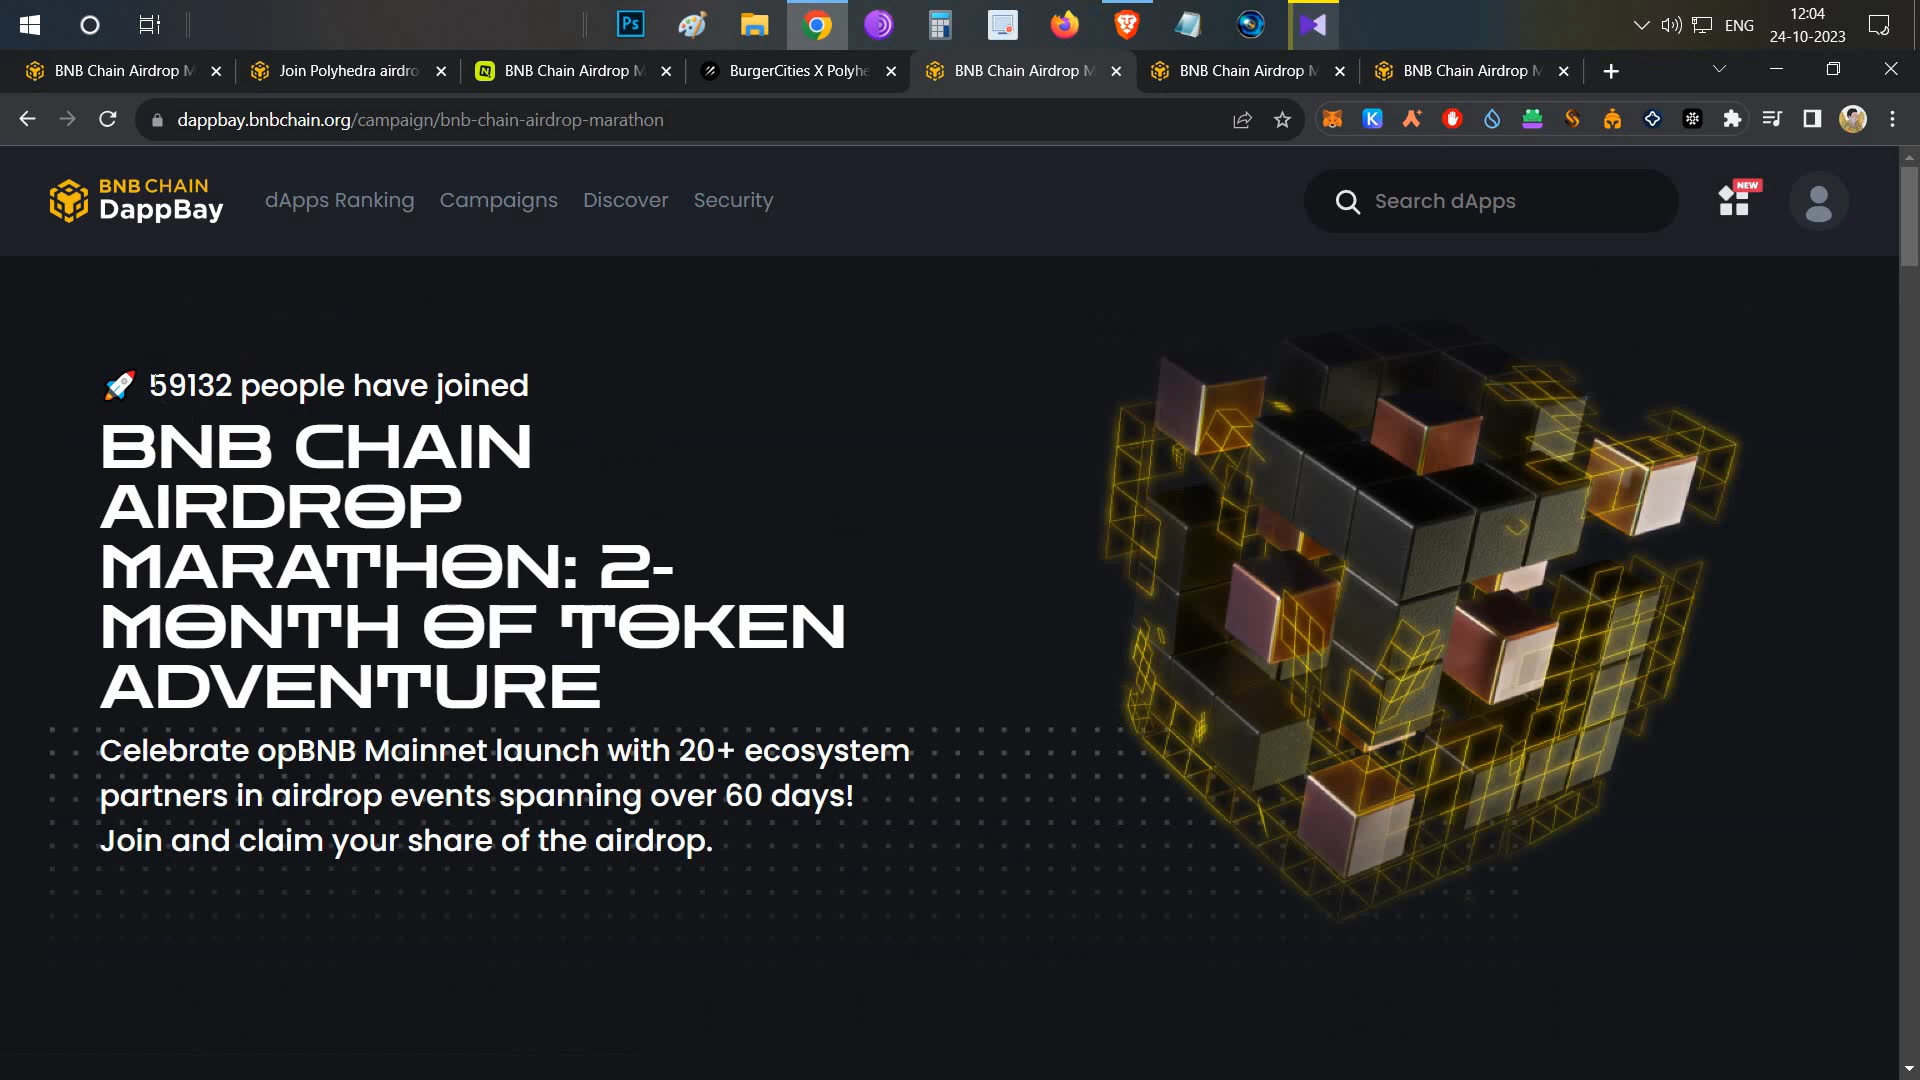 Ps
ENG
12:04
24-10-2023
BNB Chain Airdrop M
Join Polyhedra airdro
BNB Chain Airdrop M
BurgerCities X Polyhe
BNB Chain Airdrop M
BNB Chain Airdrop M
BNB Chain Airdrop M
dappbay.bnbchain.org/campaign/bnb-chain-airdrop-marathon
BNB CHAIN
DappBay
dApps Ranking
Campaigns
Discover
Security
Search dApps
NEW
59132 people have joined
BNB CHAIN
AIRDROP
MARATHON: 2-
MONTH OF TOKEN
ADVENTURE
Celebrate opBNB Mainnet launch with 20+ ecosystem
partners in airdrop events spanning over 60 days!
Join and claim your share of the airdrop.